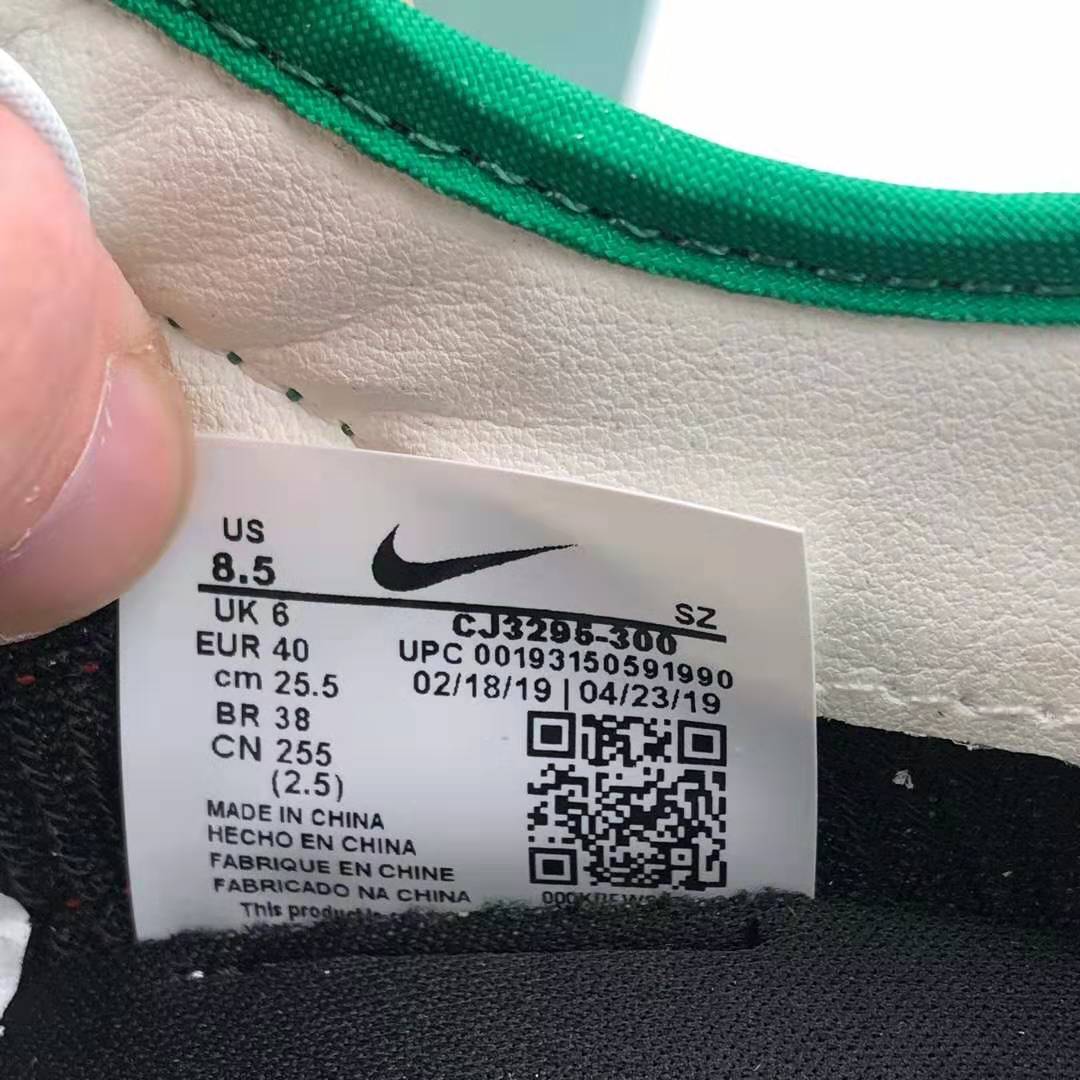 US
8.5
SZ
UK 6
CJ3295-300
EUR 40
UPC 00193150591990
cm 25.5
02/18/19 | 04/23/19
BR 38
CN 255
(2.5)
MADE IN CHINA
HECHO EN CHINA
FABRIQUE EN CHINE
FABRICADO NA CHINA
This product